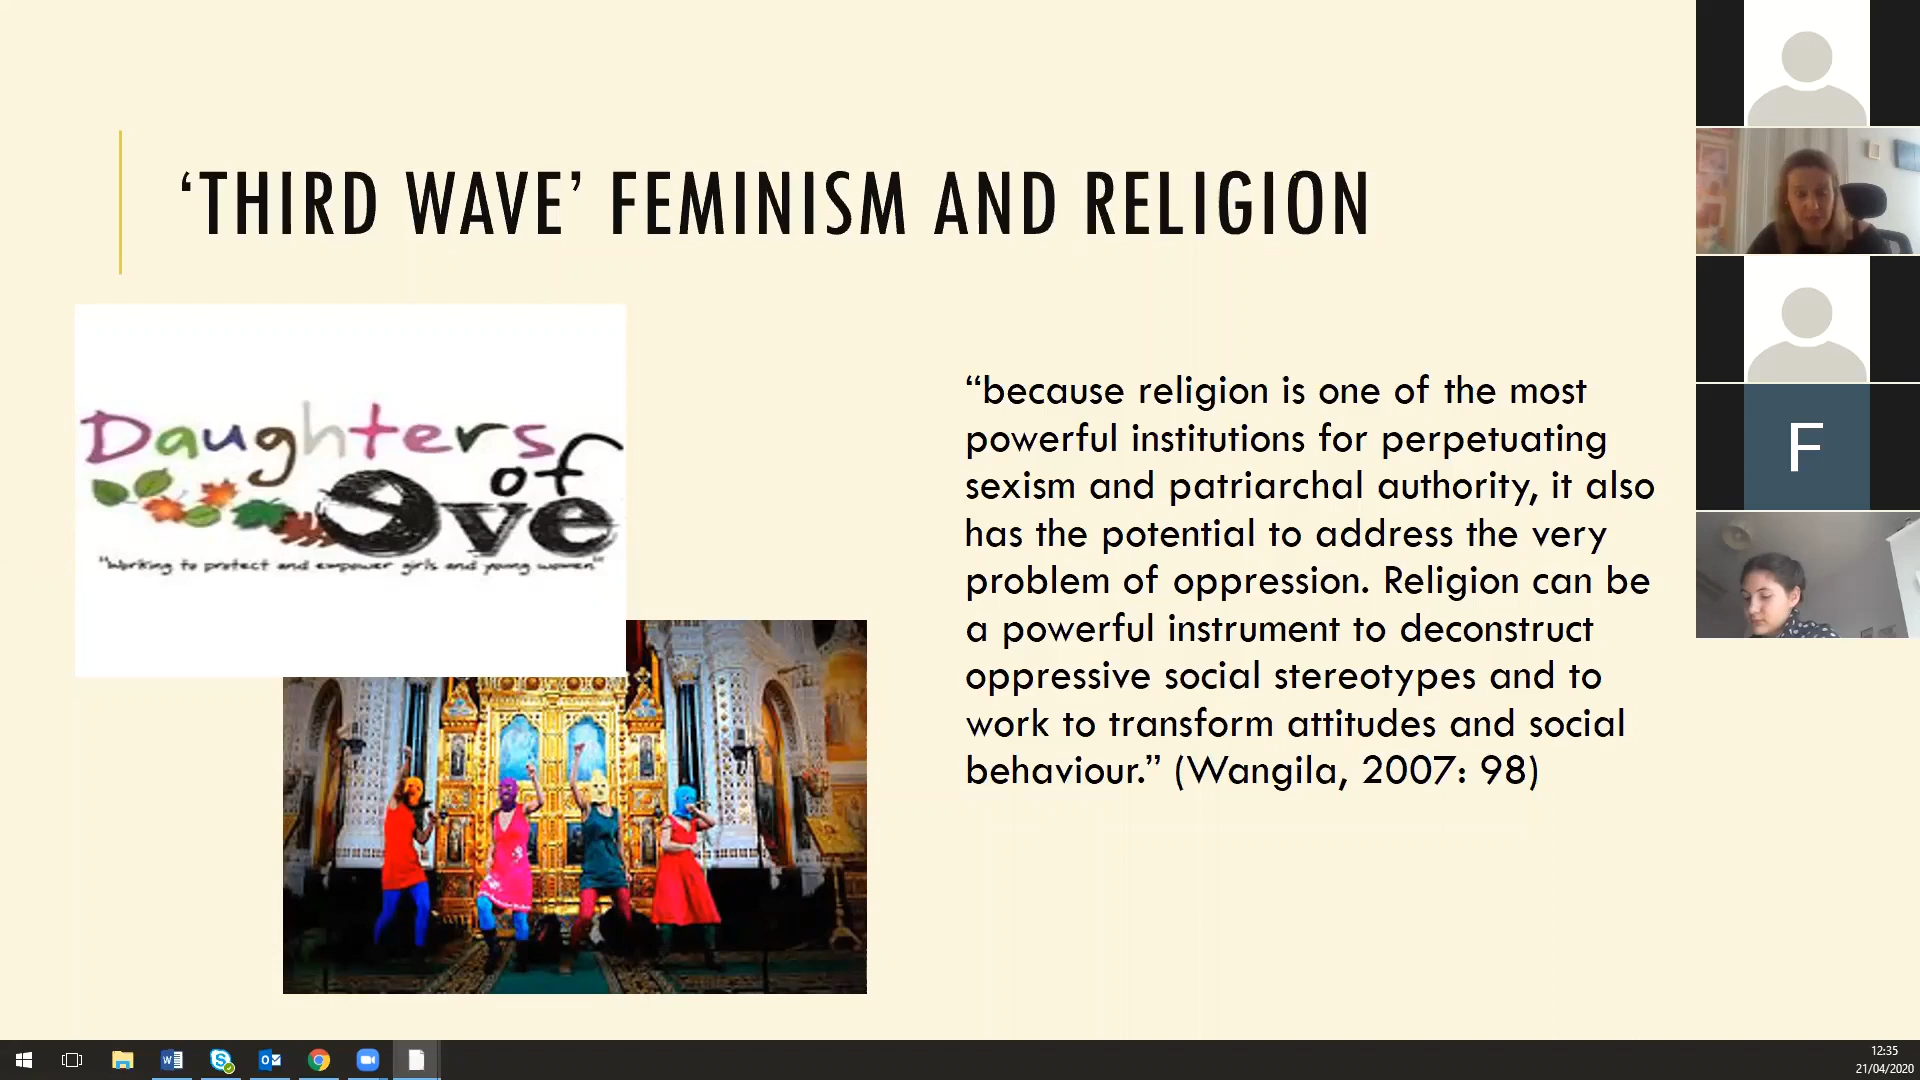 ‘THIRD WAVE’ FEMINISM AND RELIGION
Daughters
of
eve
"Working to protect and empower girls and young women"
“because religion is one of the most
powerful institutions for perpetuating
sexism and patriarchal authority, it also
has the potential to address the very
problem of oppression. Religion can be
a powerful instrument to deconstruct
oppressive social stereotypes and to
work to transform attitudes and social
behaviour.” (Wangila, 2007: 98)
F
12:35
21/04/2020